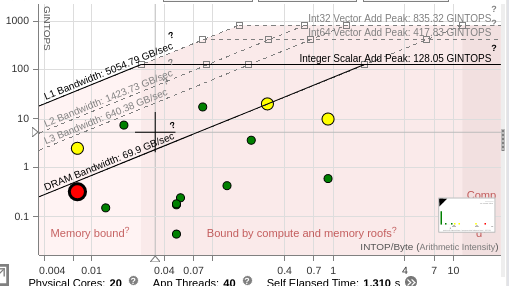 GINTOPS
1000
100
10
1
0.1
Int32 Vector Add Peak: 835.32 GINTOPS ?
Int64 Vector Add Peak: 417.83 GINTOPS ?
Integer Scalar Add Peak: 128.05 GINTOPS ?
L1 Bandwidth: 5054.79 GB/sec ?
L2 Bandwidth: 1423.73 GB/sec
L3 Bandwidth: 640.38 GB/sec
DRAM Bandwidth: 69.9 GB/sec ?
Memory bound?
Bound by compute and memory roofs?
Comp
INTOP/Byte (Arithmetic Intensity)
0.004 0.01 0.04 0.07 0.4 0.7 1 4 7 10
Physical Cores: 20 App Threads: 40 Self Elapsed Time: 1.310 s